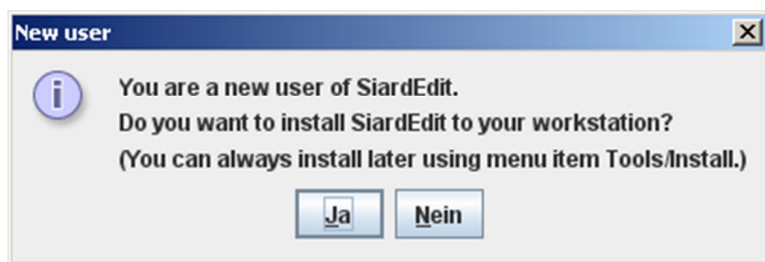 New user
You are a new user of SiardEdit.
Do you want to install SiardEdit to your workstation?
(You can always install later using menu item Tools/Install.)
Ja Nein